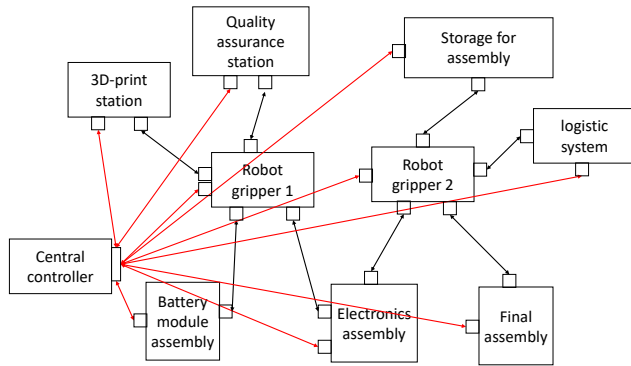 Quality
assurance
station
Storage for
assembly
3D-print
station
logistic
system
Robot
gripper 1
Robot
gripper 2
Central
controller
Battery
module
assembly
Electronics
assembly
Final
assembly